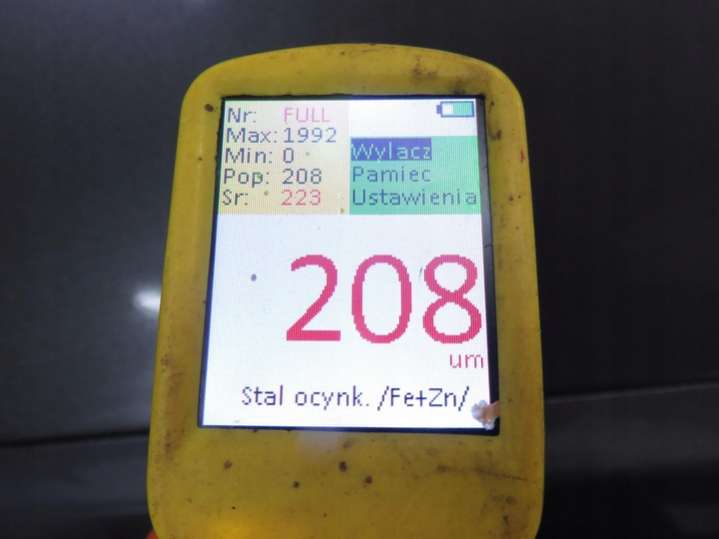 Nr: FULL
Max: 1992
Min: 0
Pop: 208
Sr: 223
Wylacz
Pamiec
Ustawienia
208
um
Stal ocynk. /Fe+Zn/